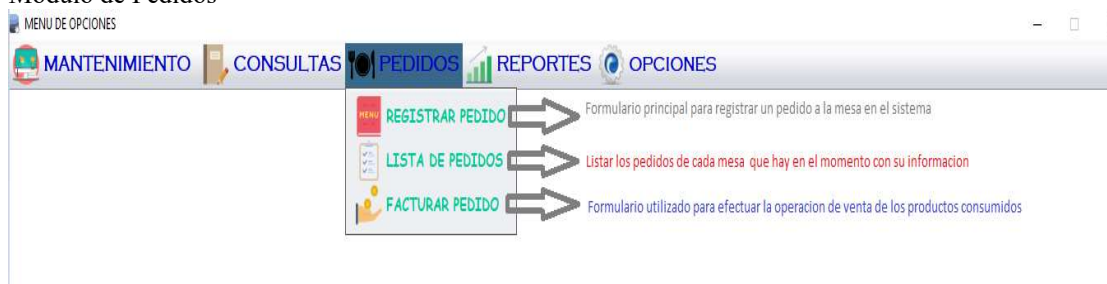 Modulo de Pedidos
MENU DE OPCIONES
MANTENIMIENTO CONSULTAS PEDIDOS REPORTES OPCIONES
MENU REGISTRAR PEDIDO Formulario principal para registrar un pedido a la mesa en el sistema
LISTA DE PEDIDOS Listar los pedidos de cada mesa que hay en el momento con su informacion
FACTURAR PEDIDO Formulario utilizado para efectuar la operacion de venta de los productos consumidos